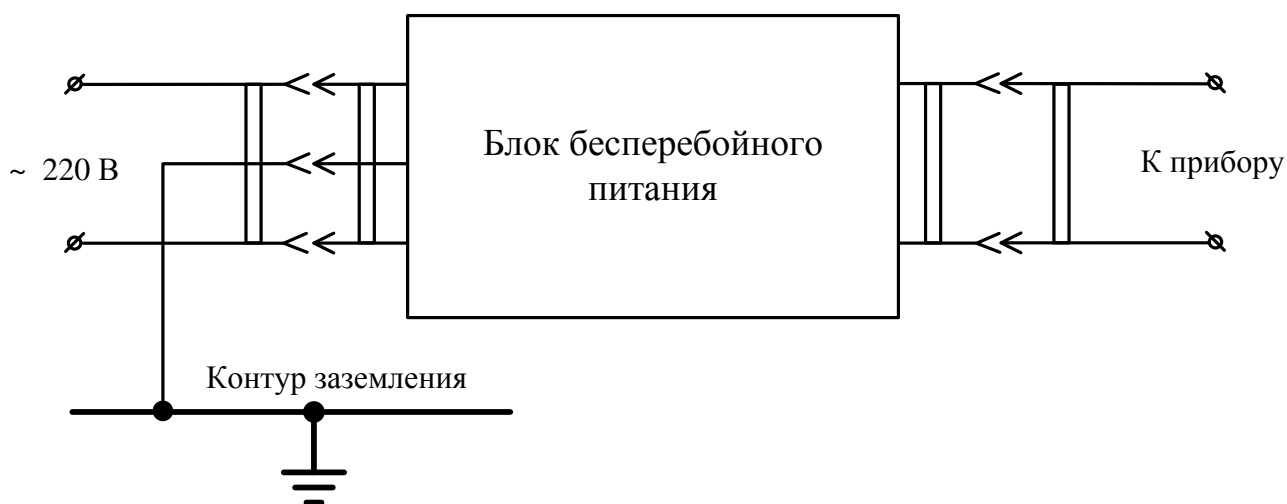 Блок бесперебойного
питания
~ 220 В
К прибору
Контур заземления